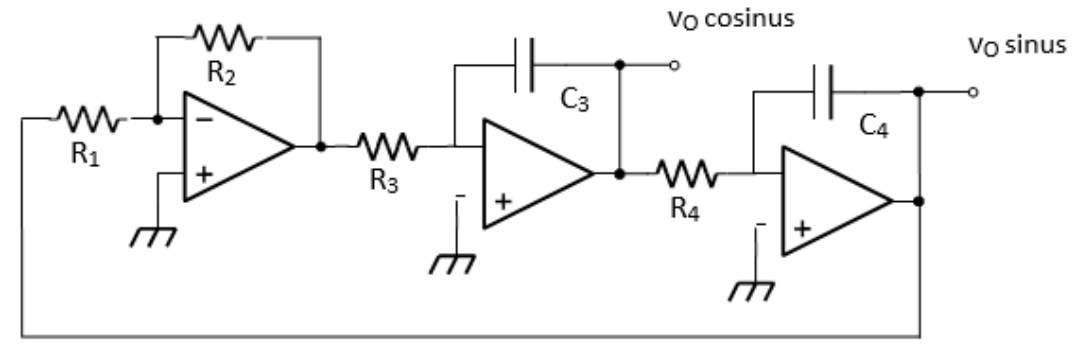 vO cosinus
vO sinus
R2
C3
C4
R1
−
+
R3
+
R4
+